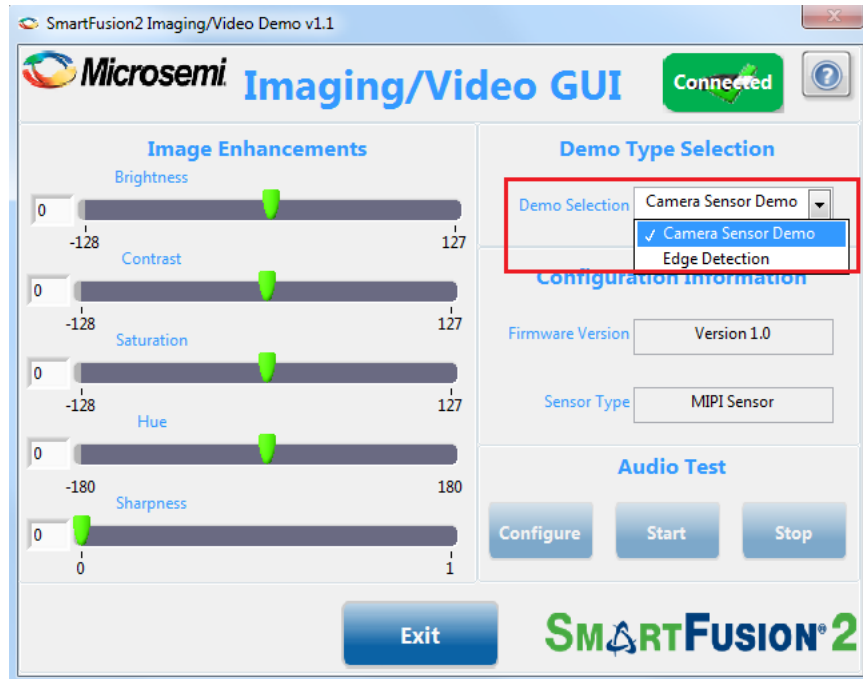 SmartFusion2 Imaging/Video Demo v1.1
Microsemi
Imaging/Video GUI
Connected
?
Image Enhancements
Brightness
0
-128 127
Contrast
0
-128 127
Saturation
0
-128 127
Hue
0
-180 180
Sharpness
0
0 1
Demo Type Selection
Demo Selection Camera Sensor Demo
✓ Camera Sensor Demo
Edge Detection
Configuration Information
Firmware Version Version 1.0
Sensor Type MIPI Sensor
Audio Test
Configure Start Stop
Exit
SMARTFUSION®2